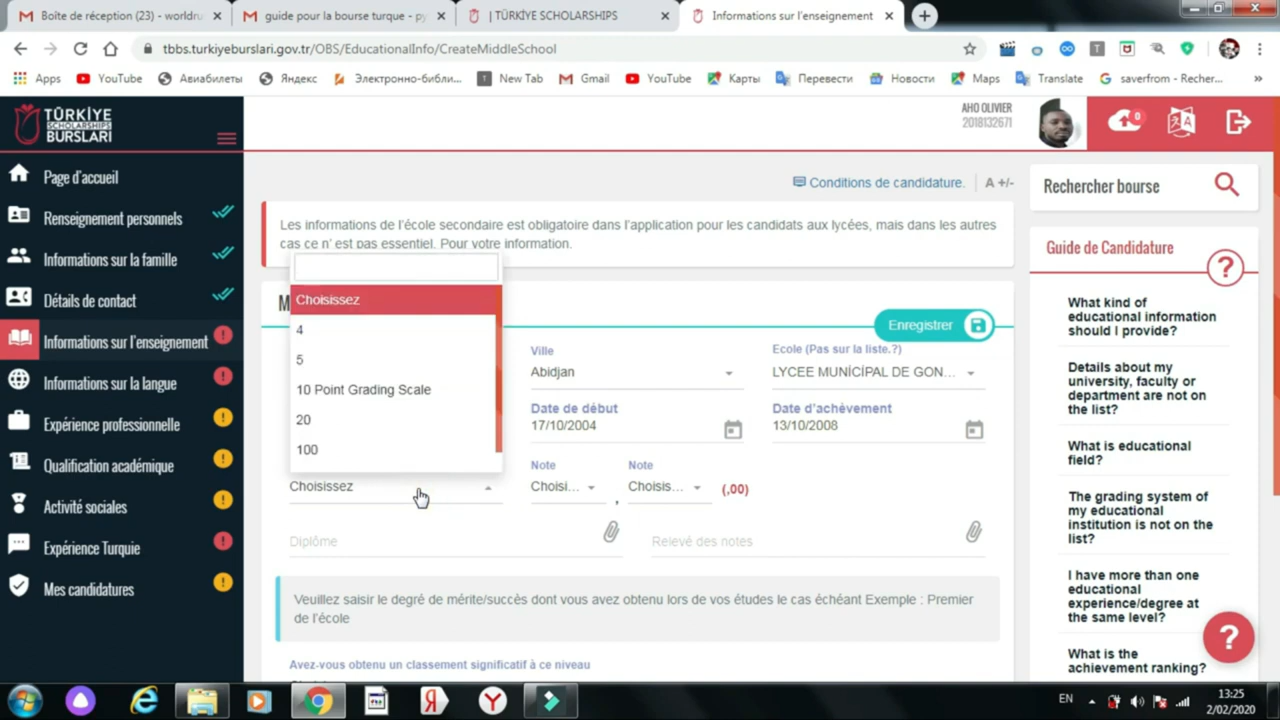 Boîte de réception (23) - worldru
guide pour la bourse turque - py
| TÜRKİYE SCHOLARSHIPS
Informations sur l'enseignement
tbbs.turkiyeburslari.gov.tr/OBS/EducationalInfo/CreateMiddleSchool
Apps
YouTube
Авиабилеты
Яндекс
Электронно-библи...
New Tab
Gmail
YouTube
Карты
Перевести
Новости
Maps
Translate
saverfrom - Recher...
»
TÜRKİYE
SCHOLARSHIPS
BURSLARI
AHO OLIVIER
2018132671
0
Page d'accueil
Renseignement personnels
Informations sur la famille
Détails de contact
Informations sur l'enseignement
Informations sur la langue
Expérience professionnelle
Qualification académique
Activité sociales
Expérience Turquie
Mes candidatures
Conditions de candidature.
A +/-
Les informations de l'école secondaire est obligatoire dans l'application pour les candidats aux lycées, mais dans les autres
cas ce n' est pas essentiel. Pour votre information.
M
Enregistrer
Choisissez
4
5
10 Point Grading Scale
20
100
Ville
Abidjan
Ecole (Pas sur la liste.?)
LYCEE MUNİCİPAL DE GON...
Date de début
17/10/2004
Date d'achèvement
13/10/2008
Choisissez
Note
Choisi...
,
Note
Choisis...
(,00)
Diplôme
Relevé des notes
Veuillez saisir le degré de mérite/succès dont vous avez obtenu lors de vos études le cas échéant Exemple : Premier
de l'école
Avez-vous obtenu un classement significatif à ce niveau
Rechercher bourse
Guide de Candidature
?
What kind of
educational information
should I provide?
Details about my
university, faculty or
department are not on
the list?
What is educational
field?
The grading system of
my educational
institution is not on the
list?
I have more than one
educational
experience/degree at
the same level?
What is the
achievement ranking?
?
EN
13:25
2/02/2020